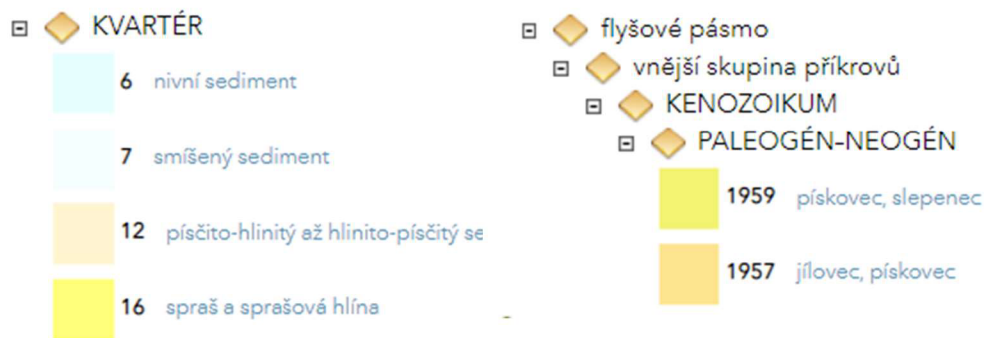 KVARTÉR
6 nivní sediment
7 smíšený sediment
12 písčito-hlinitý až hlinito-písčitý se
16 spraš a sprašová hlína
flyšové pásmo
vnější skupina příkrovů
KENOZOIKUM
PALEOGÉN-NEOGÉN
1959 pískovec, slepenec
1957 jílovec, pískovec